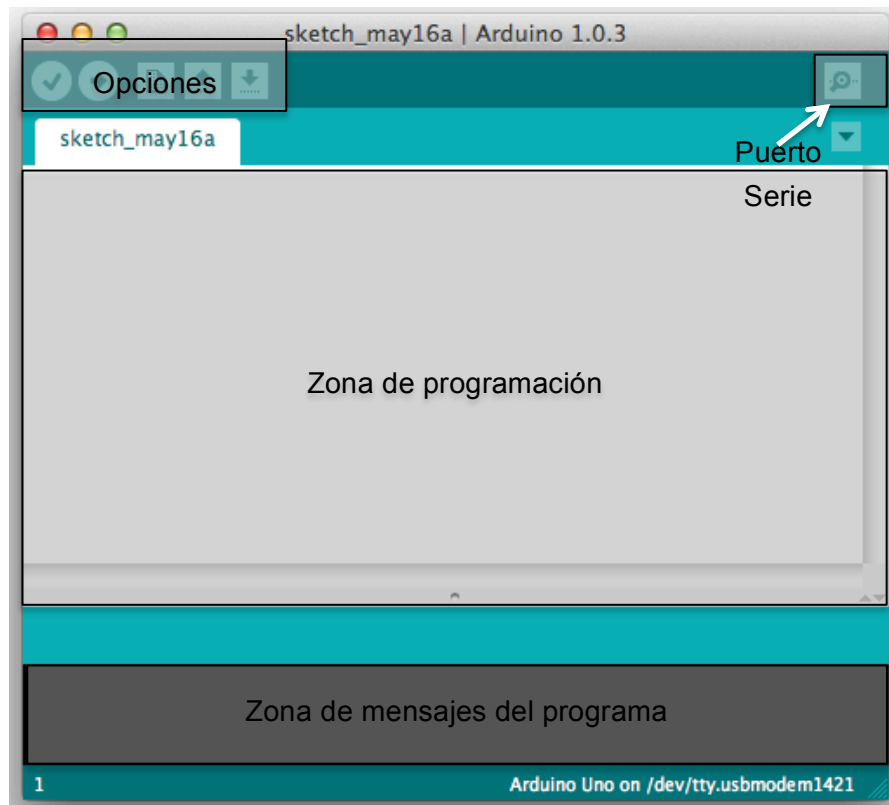 sketch_may16a | Arduino 1.0.3
Opciones
sketch_may16a
Puerto
Serie
Zona de programación
Zona de mensajes del programa
1
Arduino Uno on /dev/tty.usbmodem1421